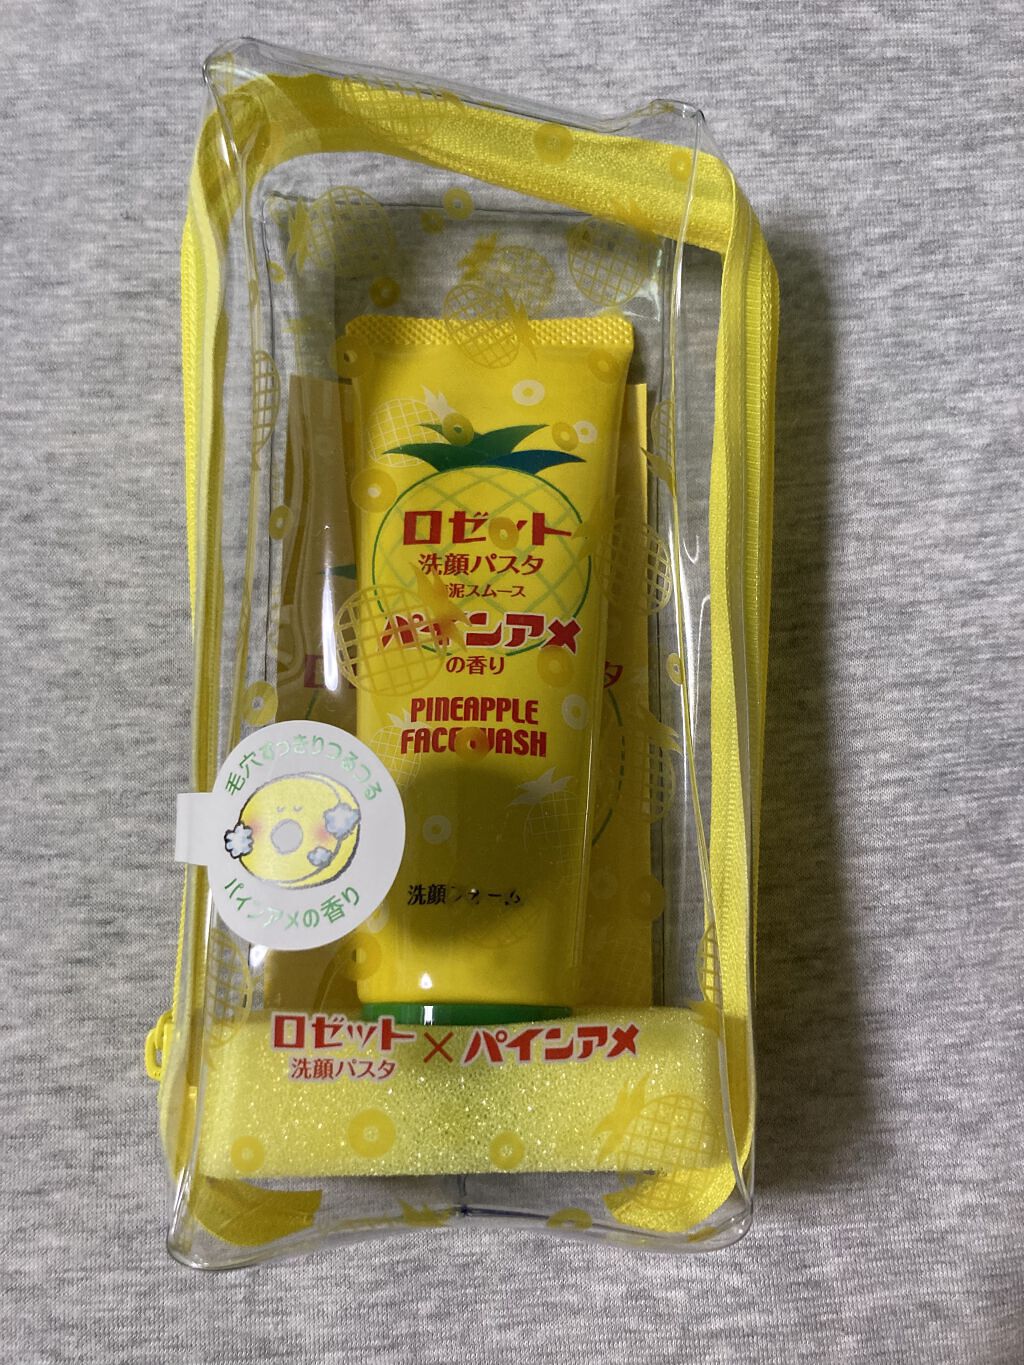 ロゼット
洗顔パスタ
泥スムース
パインアメ
の香り
PINEAPPLE
FACE WASH
洗顔フォーム
毛穴すっきりつるつる
パインアメの香り
ロゼット
洗顔パスタ
×
パインアメ
タ